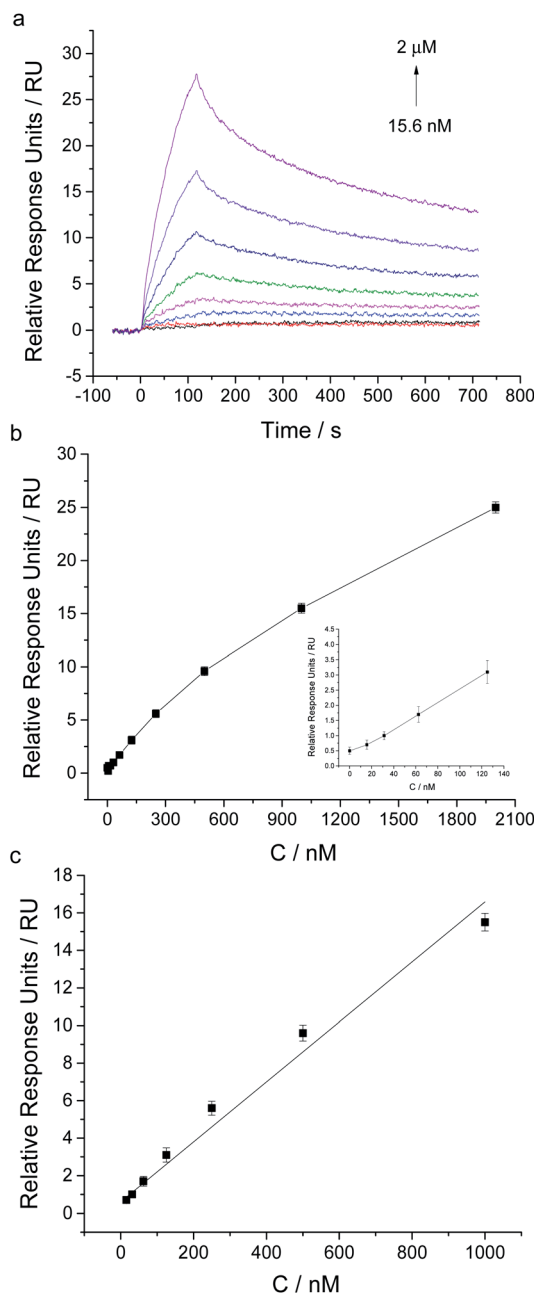 a
2 μM
15.6 nM
Relative Response Units / RU
30
25
20
15
10
5
0
-5
-100 0 100 200 300 400 500 600 700 800
Time / s
b
Relative Response Units / RU
30
25
20
15
10
5
0
0 300 600 900 1200 1500 1800 2100
C / nM
Relative Response Units / RU
4.5
4.0
3.5
3.0
2.5
2.0
1.5
1.0
0.5
0.0
0 20 40 60 80 100 120 140
C / nM
c
Relative Response Units / RU
18
16
14
12
10
8
6
4
2
0
0 200 400 600 800 1000
C / nM